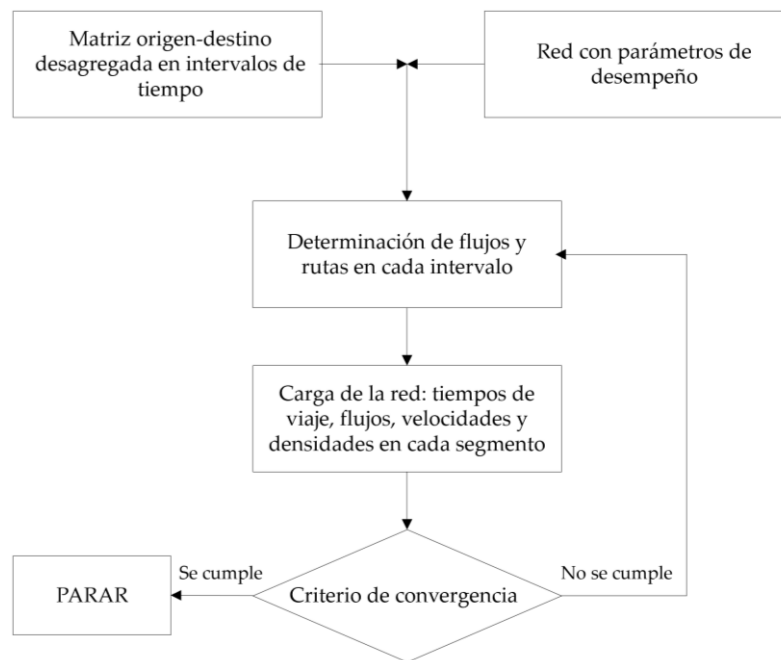 Matriz origen-destino
desagregada en intervalos de
tiempo
Red con parámetros de
desempeño
Determinación de flujos y
rutas en cada intervalo
Carga de la red: tiempos de
viaje, flujos, velocidades y
densidades en cada segmento
PARAR
Se cumple
Criterio de convergencia
No se cumple